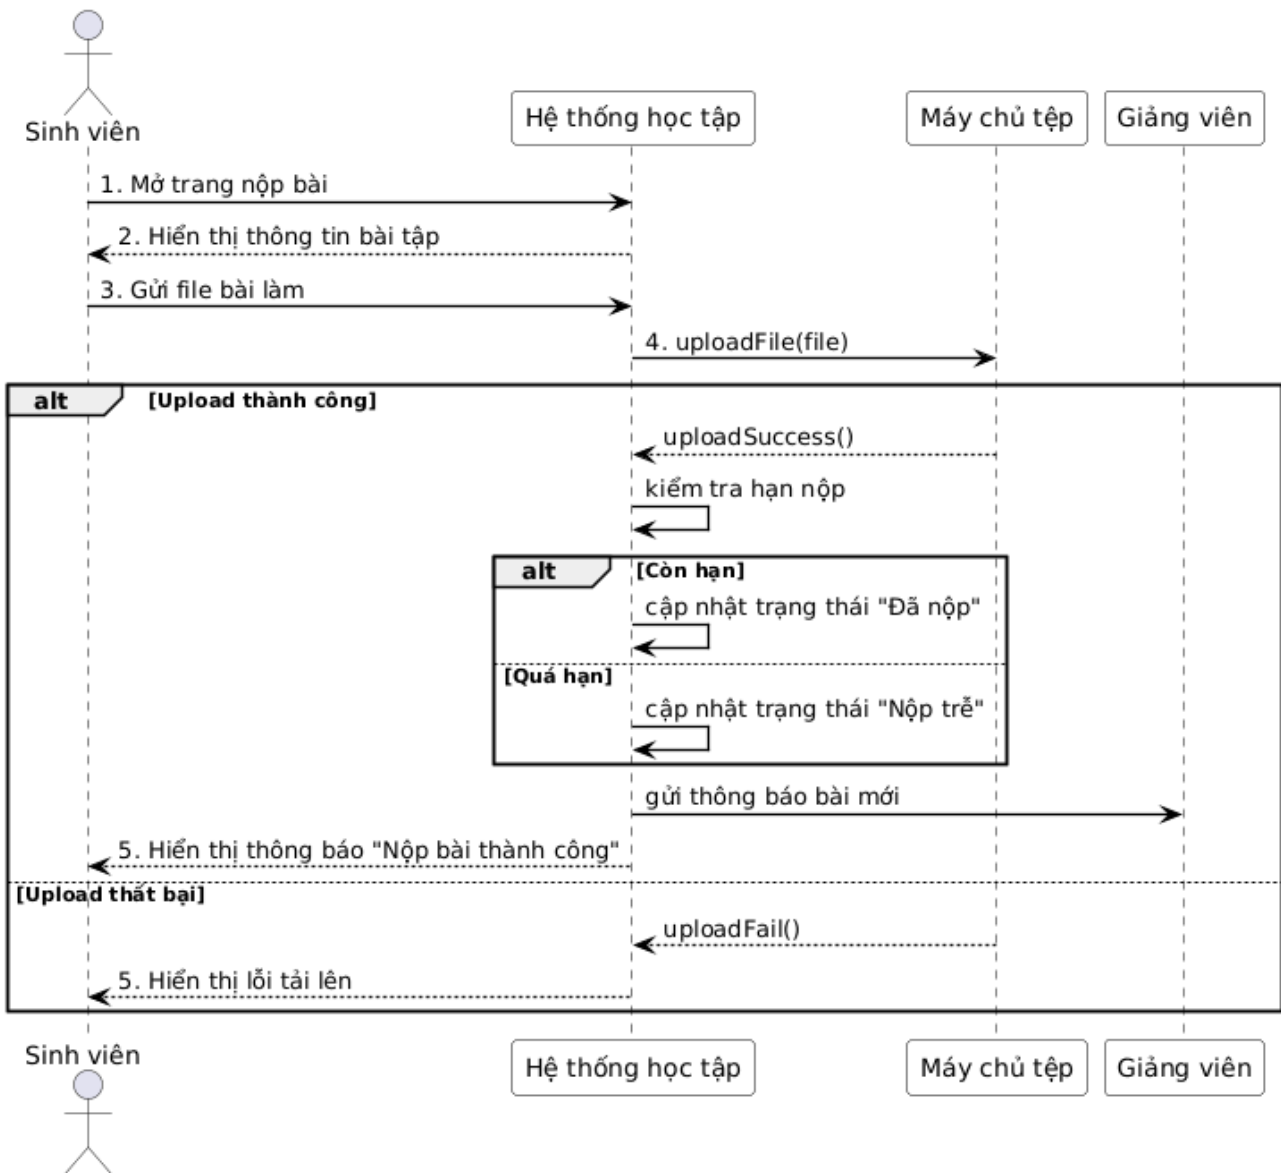 Sinh viên
Hệ thống học tập
Máy chủ tệp
Giảng viên
1. Mở trang nộp bài
2. Hiển thị thông tin bài tập
3. Gửi file bài làm
4. uploadFile(file)
alt
[Upload thành công]
uploadSuccess()
kiểm tra hạn nộp
alt
[Còn hạn]
cập nhật trạng thái "Đã nộp"
[Quá hạn]
cập nhật trạng thái "Nộp trễ"
gửi thông báo bài mới
5. Hiển thị thông báo "Nộp bài thành công"
[Upload thất bại]
uploadFail()
5. Hiển thị lỗi tải lên
Sinh viên
Hệ thống học tập
Máy chủ tệp
Giảng viên